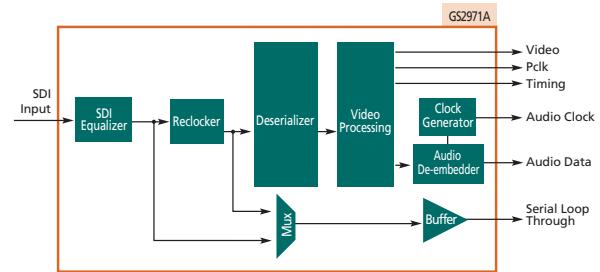 GS2971A
SDI
Input
SDI
Equalizer
Reclocker
Deserializer
Video
Processing
Clock
Generator
Audio
De-embedder
Mux
Buffer
Video
Pclk
Timing
Audio Clock
Audio Data
Serial Loop
Through